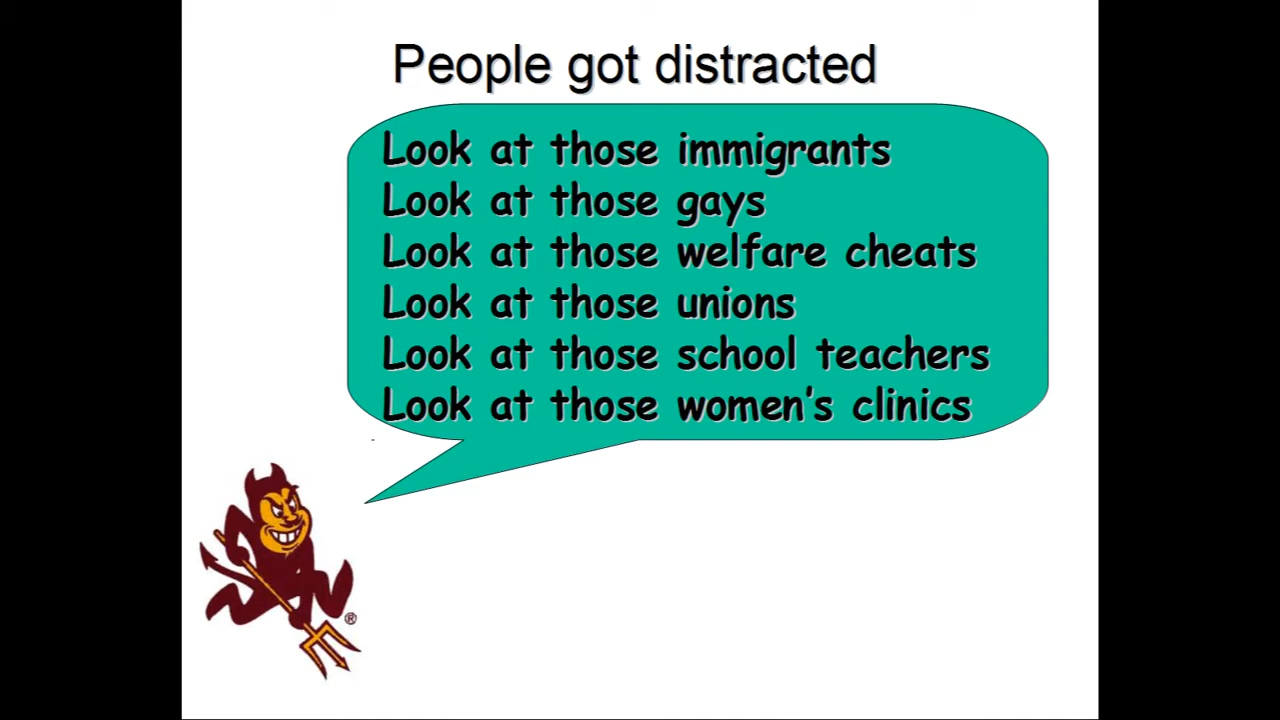 People got distracted
Look at those immigrants
Look at those gays
Look at those welfare cheats
Look at those unions
Look at those school teachers
Look at those women's clinics
®